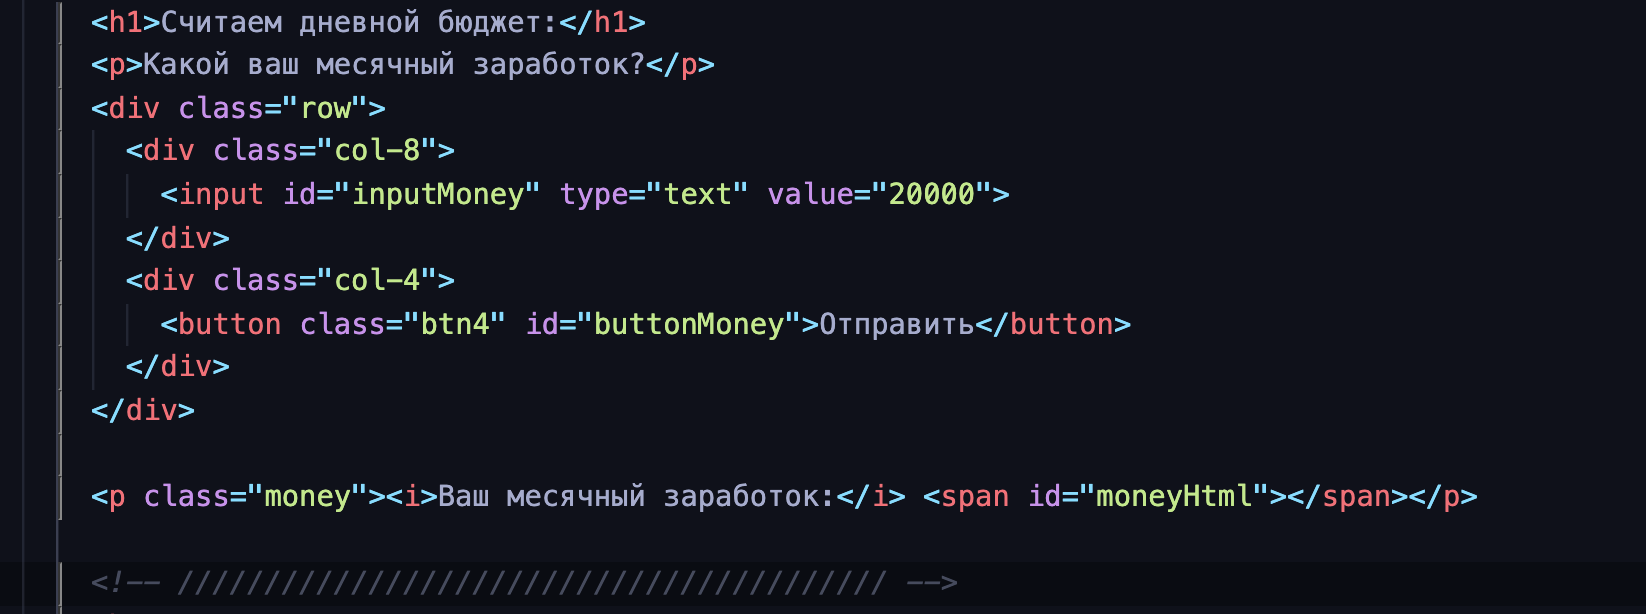 <h1>Считаем дневной бюджет:</h1>
<p>Какой ваш месячный заработок?</p>
<div class="row">
<div class="col-8">
<input id="inputMoney" type="text" value="20000">
</div>
<div class="col-4">
<button class="btn4" id="buttonMoney">Отправить</button>
</div>
</div>
<p class="money"><i>Ваш месячный заработок:</i> <span id="moneyHtml"></span></p>
<!-- ///////////////////////////////////////// -->